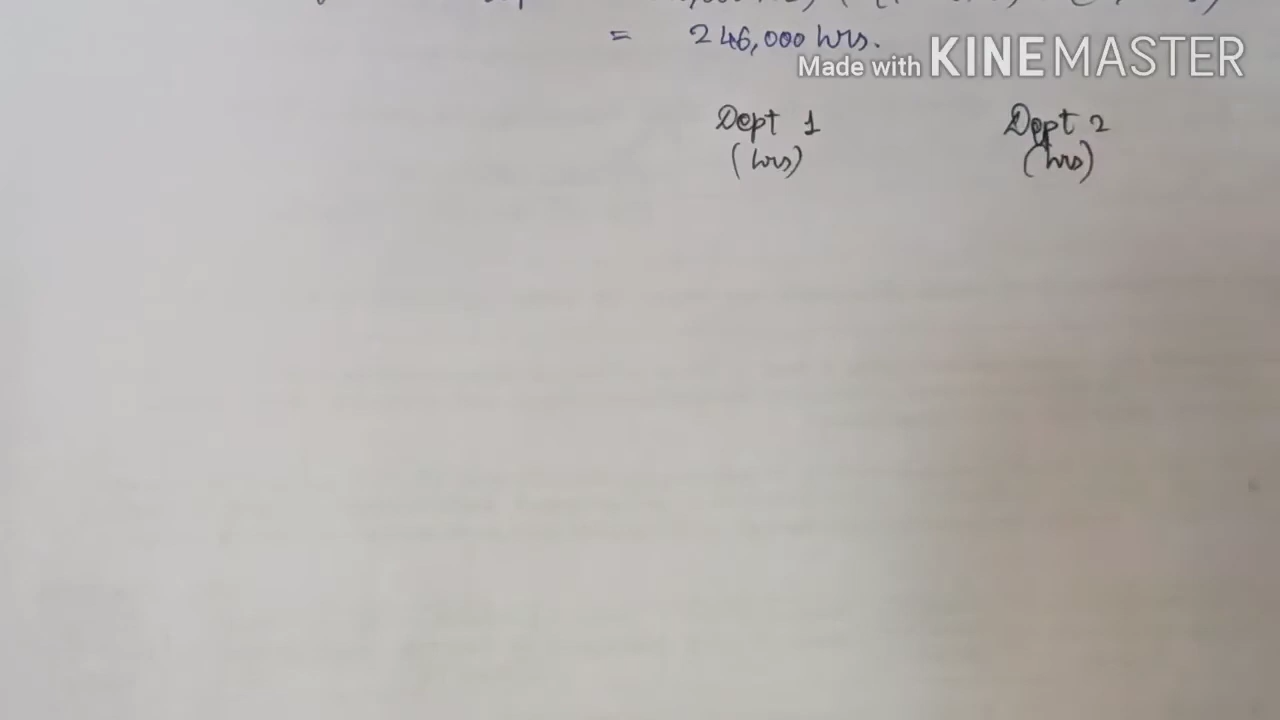 = 246,000 hrs.
Made with KINEMASTER
Dept 1 Dept 2
(hrs) (hrs)